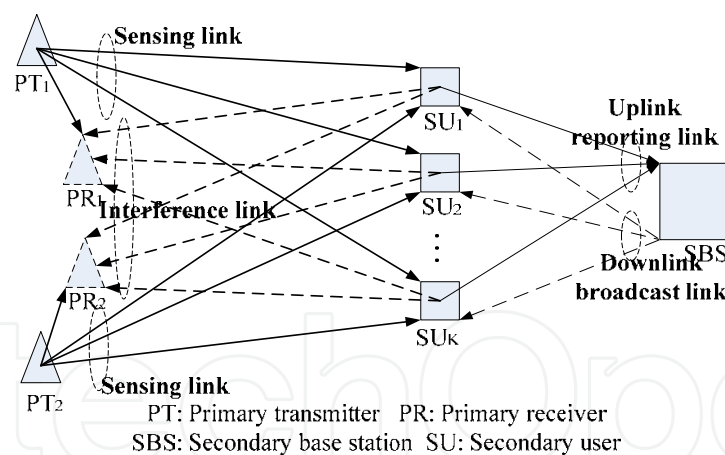 Sensing link
PT1
SU1
Uplink
reporting link
PR1
Interference link
SU2
SBS
Downlink
broadcast link
PR2
SUK
PT2
Sensing link
PT: Primary transmitter PR: Primary receiver
SBS: Secondary base station SU: Secondary user